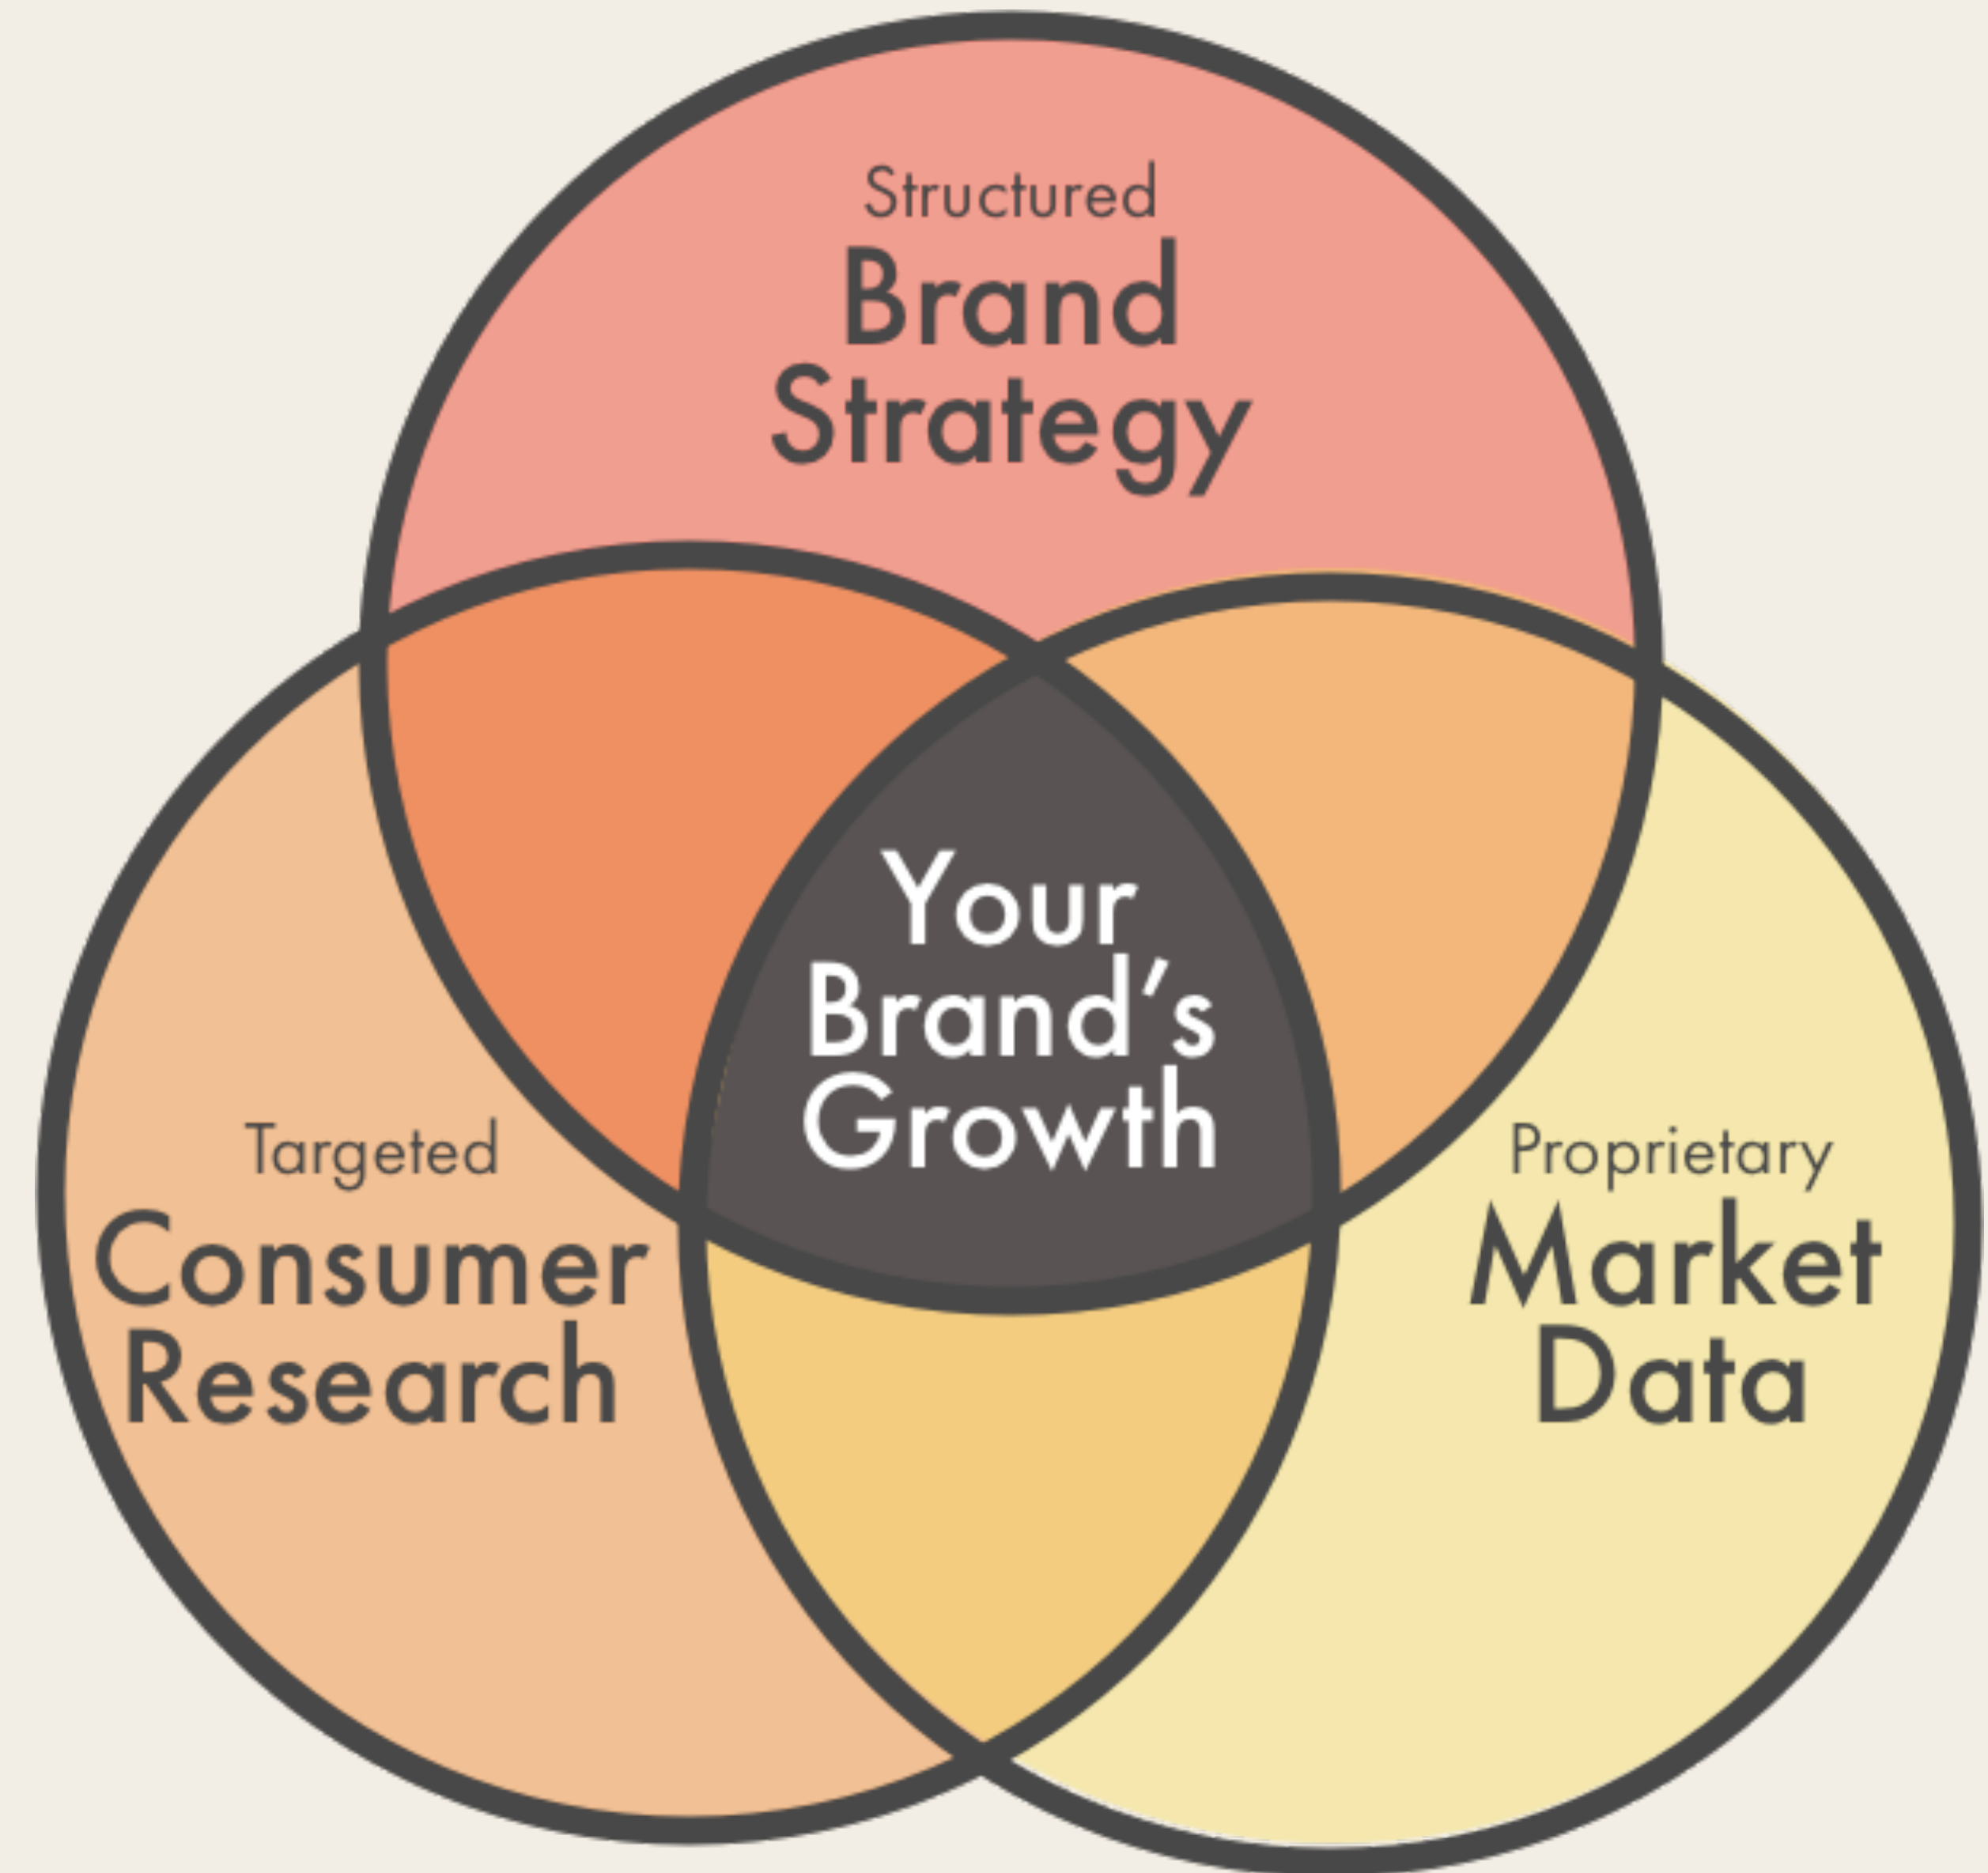 Structured
Brand
Strategy
Your
Brand's
Growth
Targeted
Consumer
Research
Proprietary
Market
Data